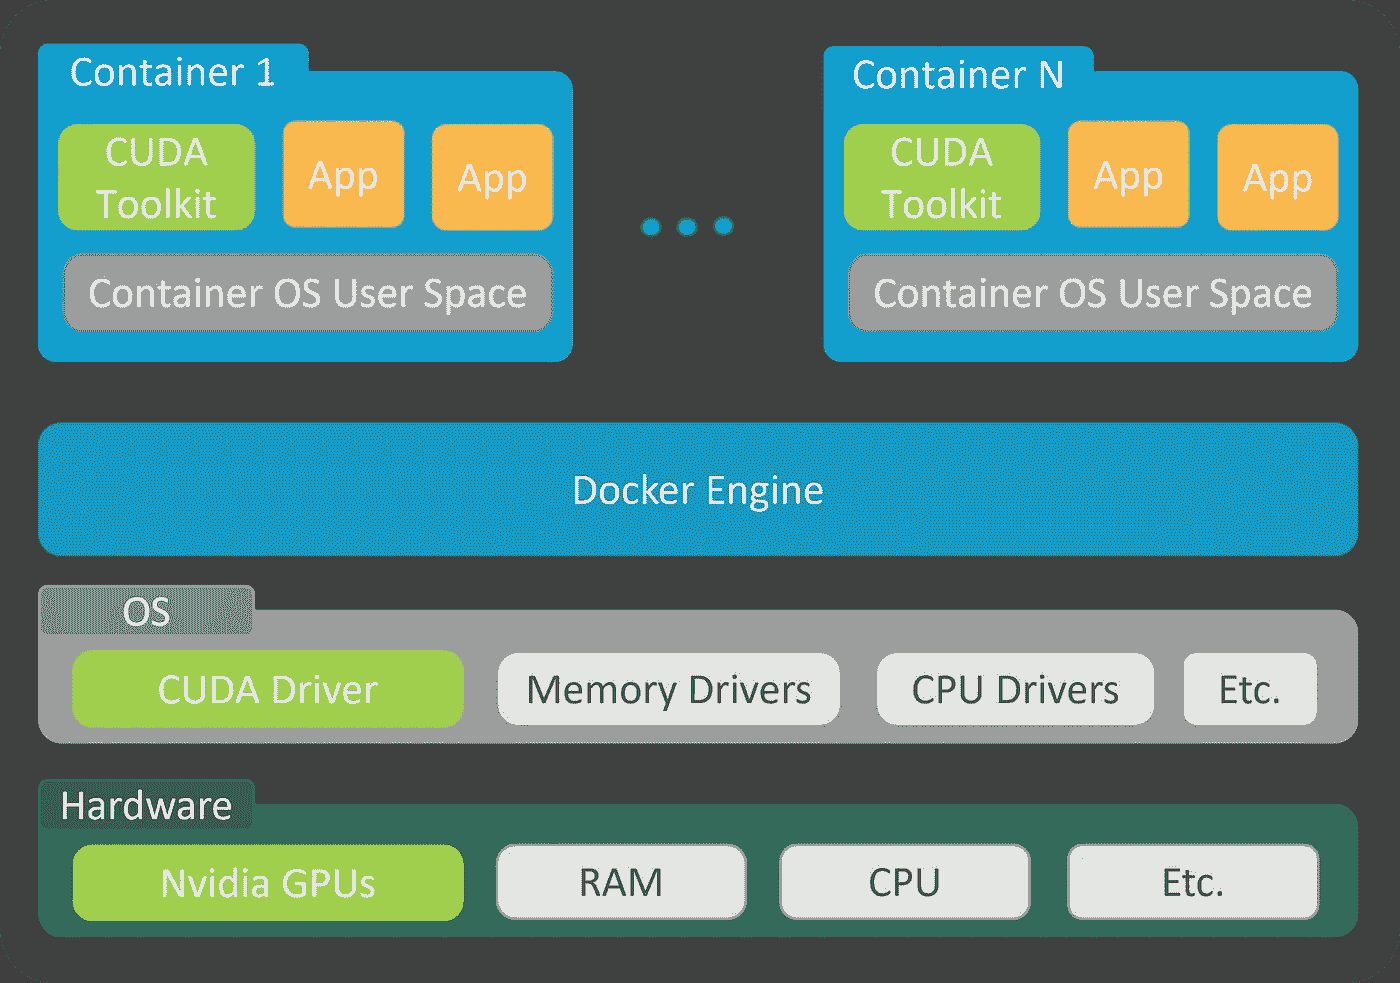 Container 1
CUDA
Toolkit
App
App
Container OS User Space
Container N
CUDA
Toolkit
App
App
Container OS User Space
Docker Engine
OS
CUDA Driver
Memory Drivers
CPU Drivers
Etc.
Hardware
Nvidia GPUs
RAM
CPU
Etc.